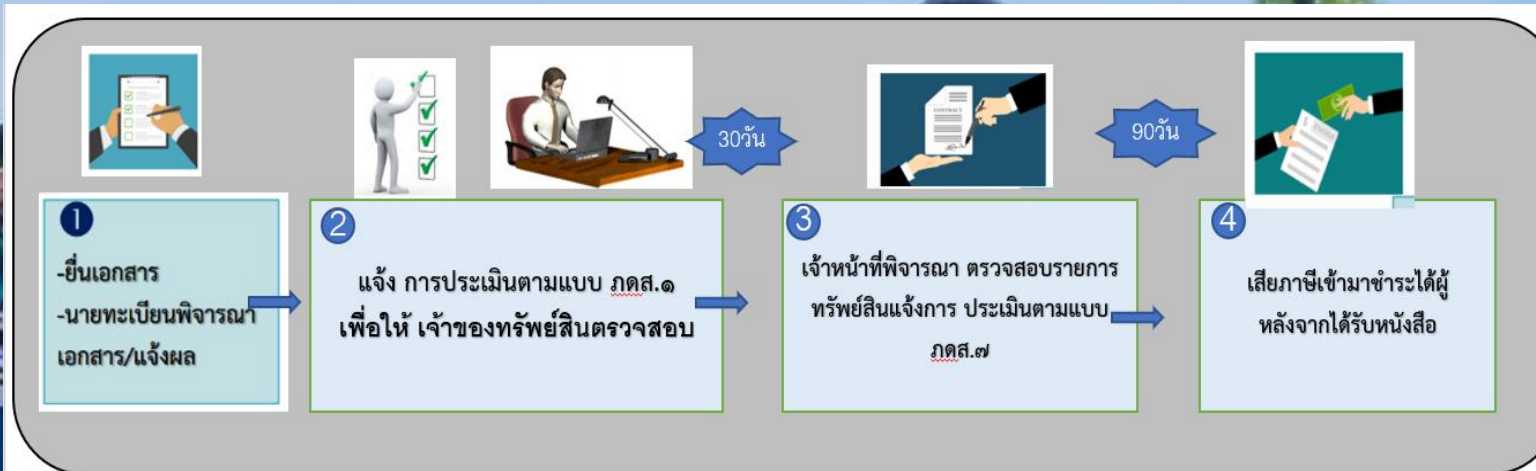 30วัน
CONTRACT
90วัน
1
-ยื่นเอกสาร
-นายทะเบียนพิจารณา
เอกสาร/แจ้งผล
2
แจ้ง การประเมินตามแบบ ภดส.๑
เพื่อให้ เจ้าของทรัพย์สินตรวจสอบ
3
เจ้าหน้าที่พิจารณา ตรวจสอบรายการ
ทรัพย์สินแจ้งการ ประเมินตามแบบ
ภดส.๗
4
เสียภาษีเข้ามาชำระได้ผู้
หลังจากได้รับหนังสือ